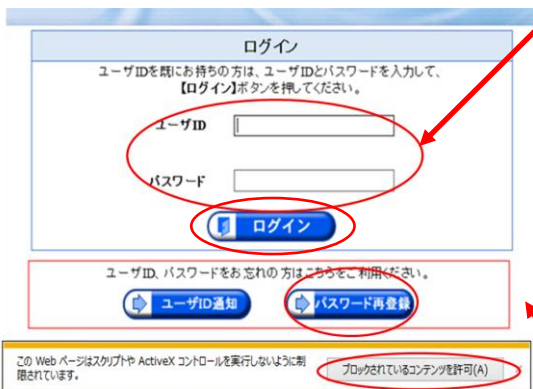 ログイン
ユーザIDを既にお持ちの方は、ユーザIDとパスワードを入力して、
【ログイン】ボタンを押してください。
ユーザID
パスワード
ログイン
ユーザID、パスワードをお忘れの方はこちらをご利用ください。
ユーザID通知 パスワード再登録
この Web ページはスクリプトや ActiveX コントロールを実行しないように制
限されています。
ブロックされているコンテンツを許可(A)